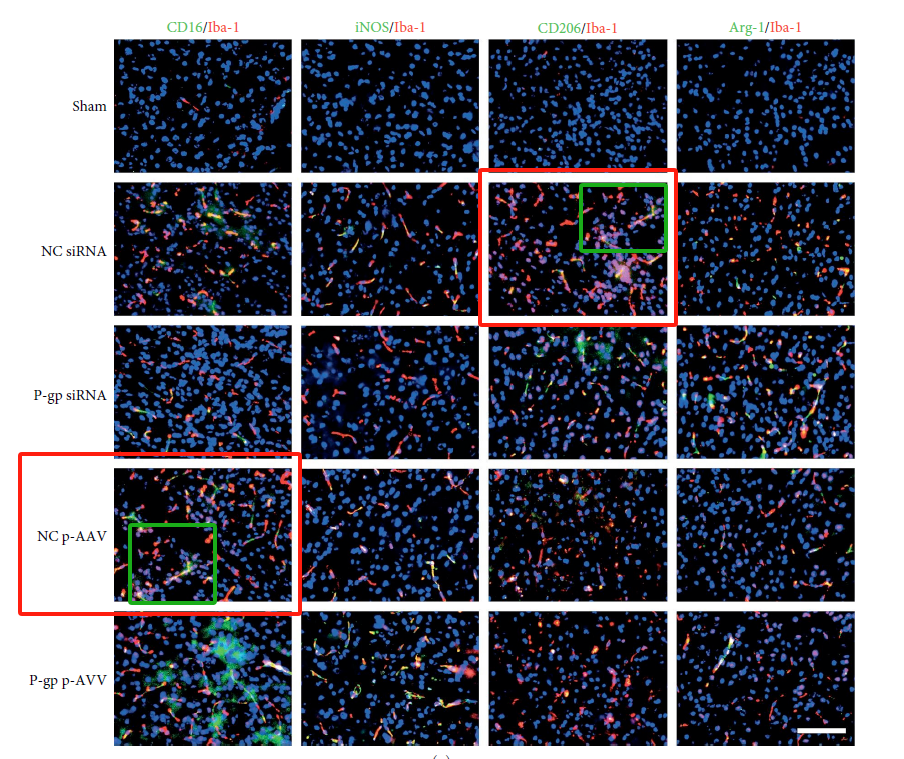 CD16/Iba-1 iNOS/Iba-1 CD206/Iba-1 Arg-1/Iba-1
Sham
NC siRNA
P-gp siRNA
NC p-AAV
P-gp p-AVV